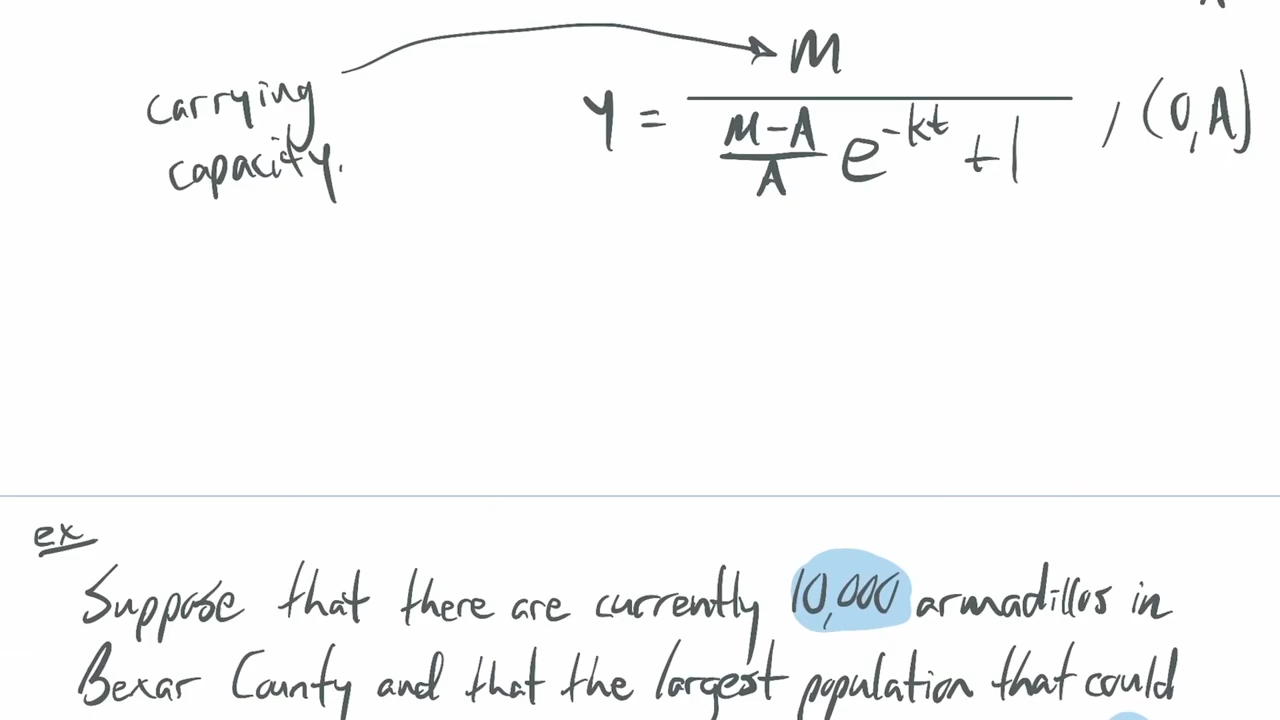 carrying
capacity.
y = M / ((M-A)/A e^{-kt} + 1) , (0,A)
ex
Suppose that there are currently 10,000 armadillos in
Bexar County and that the largest population that could